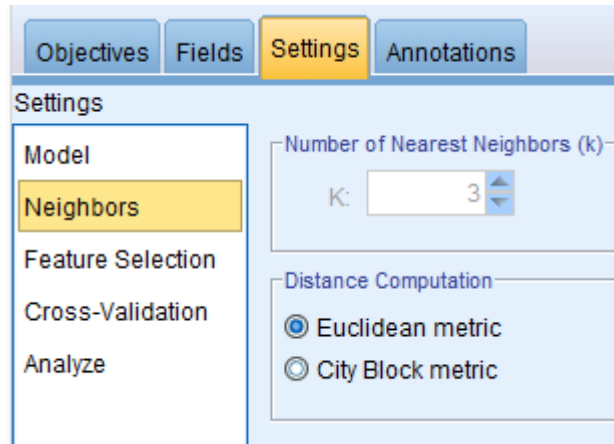 Objectives Fields Settings Annotations
Settings
Model
Neighbors
Feature Selection
Cross-Validation
Analyze
Number of Nearest Neighbors (k)
K: 3
Distance Computation
Euclidean metric
City Block metric